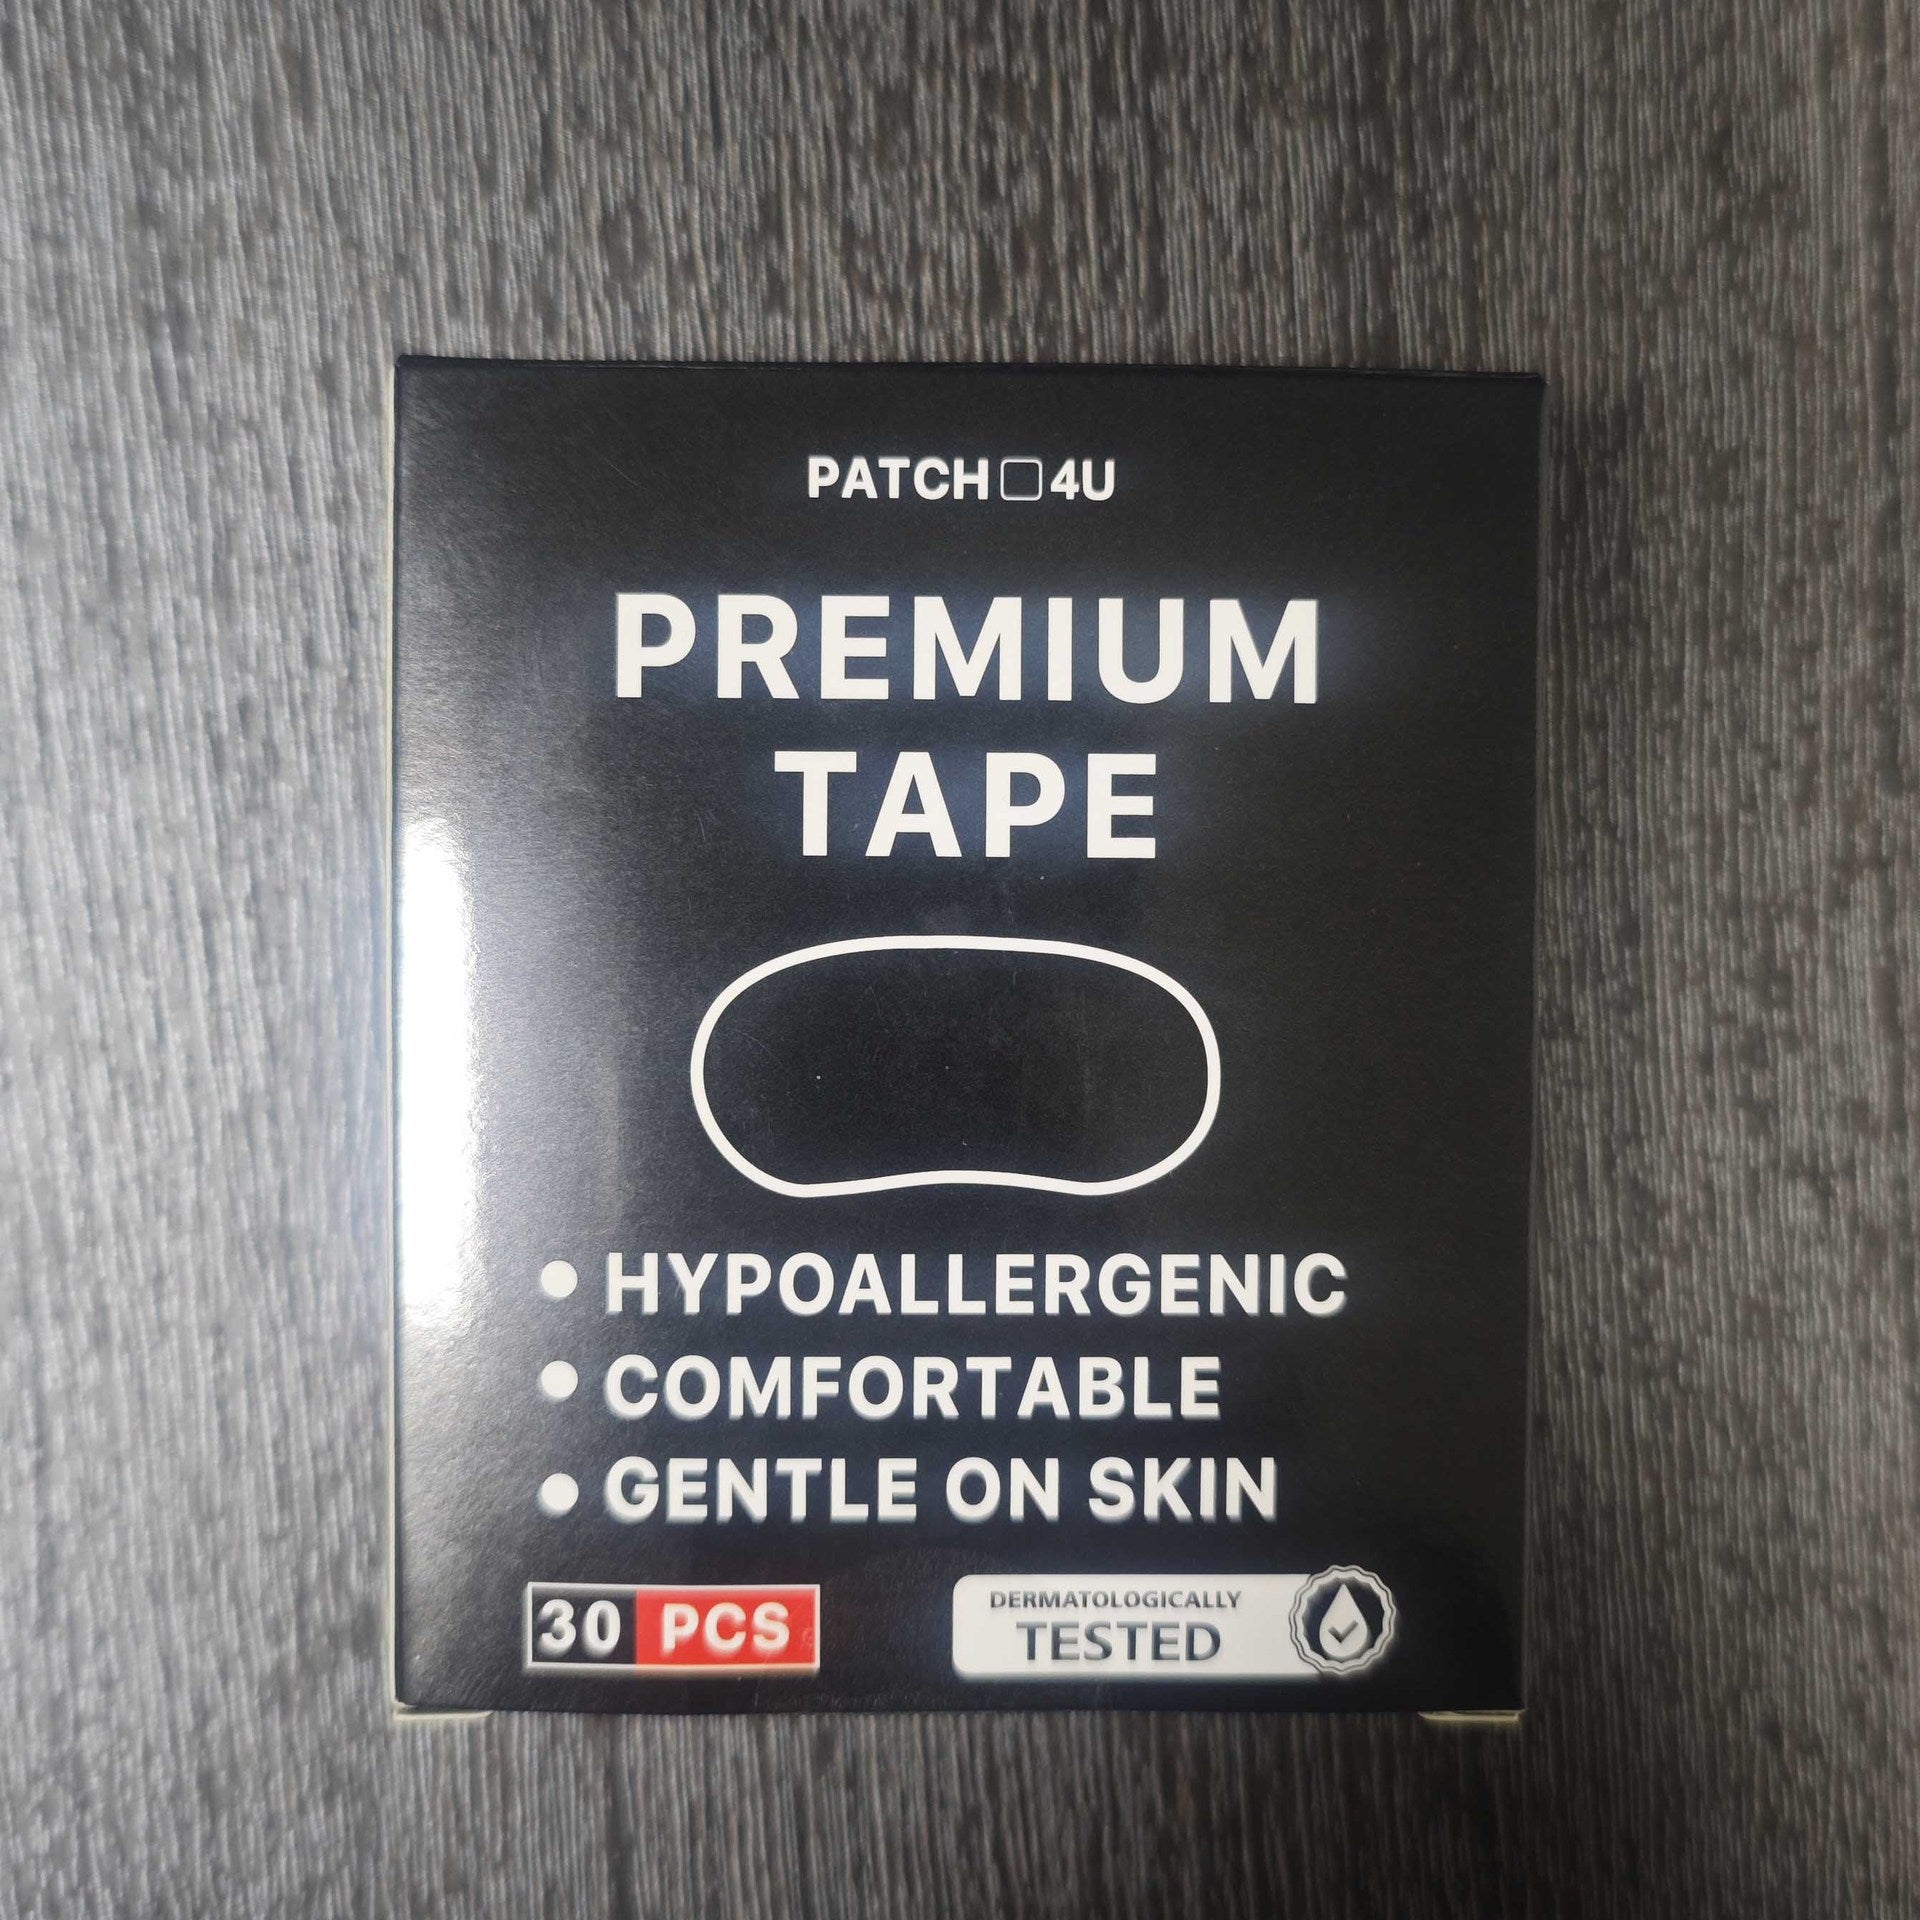 PATCH□4U
PREMIUM
TAPE
• HYPOALLERGENIC
• COMFORTABLE
• GENTLE ON SKIN
30 PCS
DERMATOLOGICALLY
TESTED